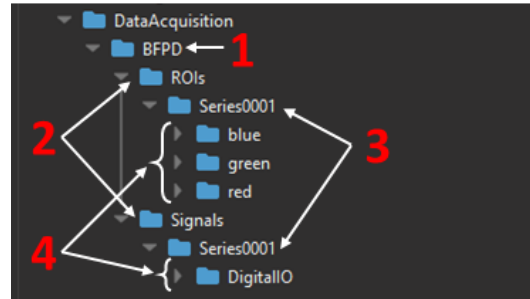 DataAcquisition
BFPD 1
ROIs
2 Series0001 3
blue
green
red
Signals
4 Series0001
DigitalIO